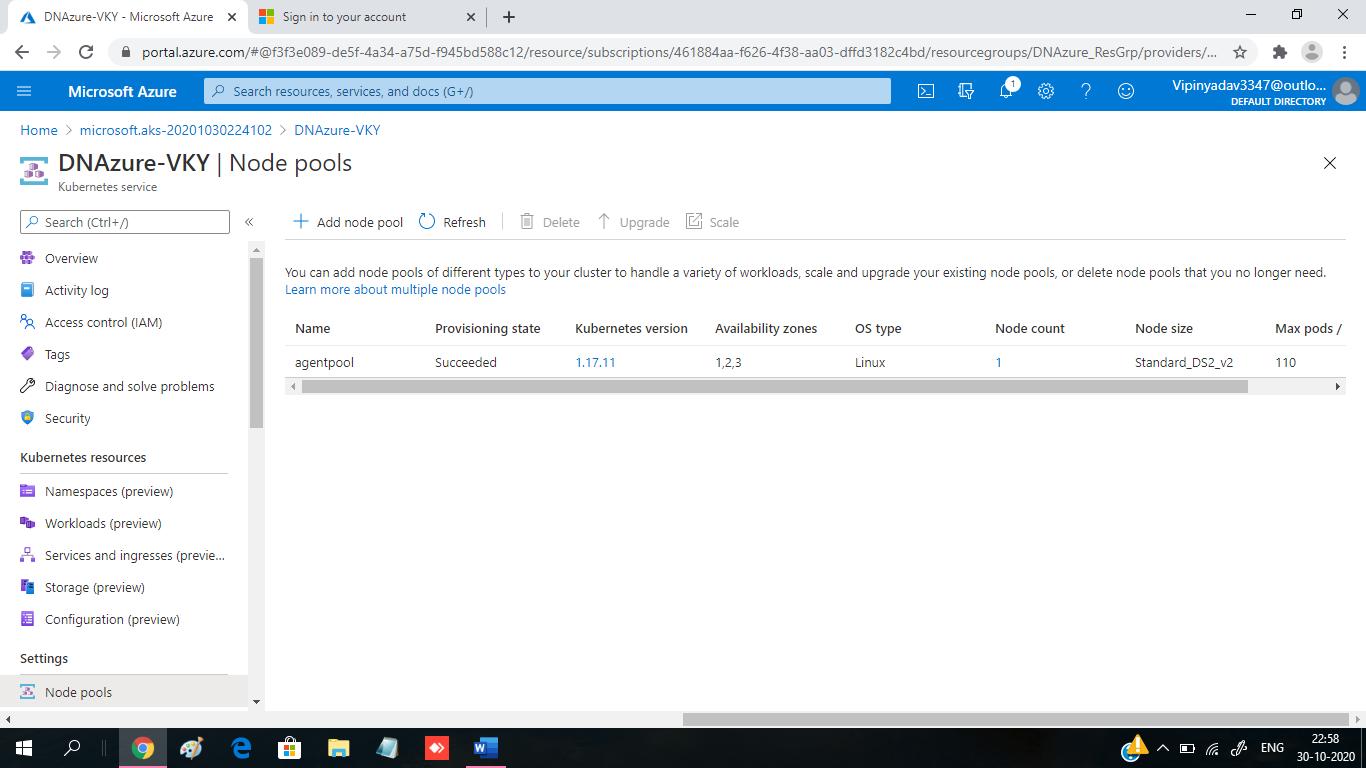 DNAzure-VKY - Microsoft Azure
Sign in to your account
portal.azure.com/#@f3f3e089-de5f-4a34-a75d-f945bd588c12/resource/subscriptions/461884aa-f626-4f38-aa03-dffd3182c4bd/resourcegroups/DNAzure_ResGrp/providers/...
Microsoft Azure
Search resources, services, and docs (G+/)
1
Vipinyadav3347@outlo...
DEFAULT DIRECTORY
Home > microsoft.aks-20201030224102 > DNAzure-VKY
DNAzure-VKY | Node pools
Kubernetes service
Search (Ctrl+/)
«
Add node pool
Refresh
Delete
Upgrade
Scale
Overview
Activity log
Access control (IAM)
Tags
Diagnose and solve problems
Security
Kubernetes resources
Namespaces (preview)
Workloads (preview)
Services and ingresses (previe...
Storage (preview)
Configuration (preview)
Settings
Node pools
You can add node pools of different types to your cluster to handle a variety of workloads, scale and upgrade your existing node pools, or delete node pools that you no longer need.
Learn more about multiple node pools
Name Provisioning state Kubernetes version Availability zones OS type Node count Node size Max pods /
agentpool Succeeded 1.17.11 1,2,3 Linux 1 Standard_DS2_v2 110
ENG
22:58
30-10-2020